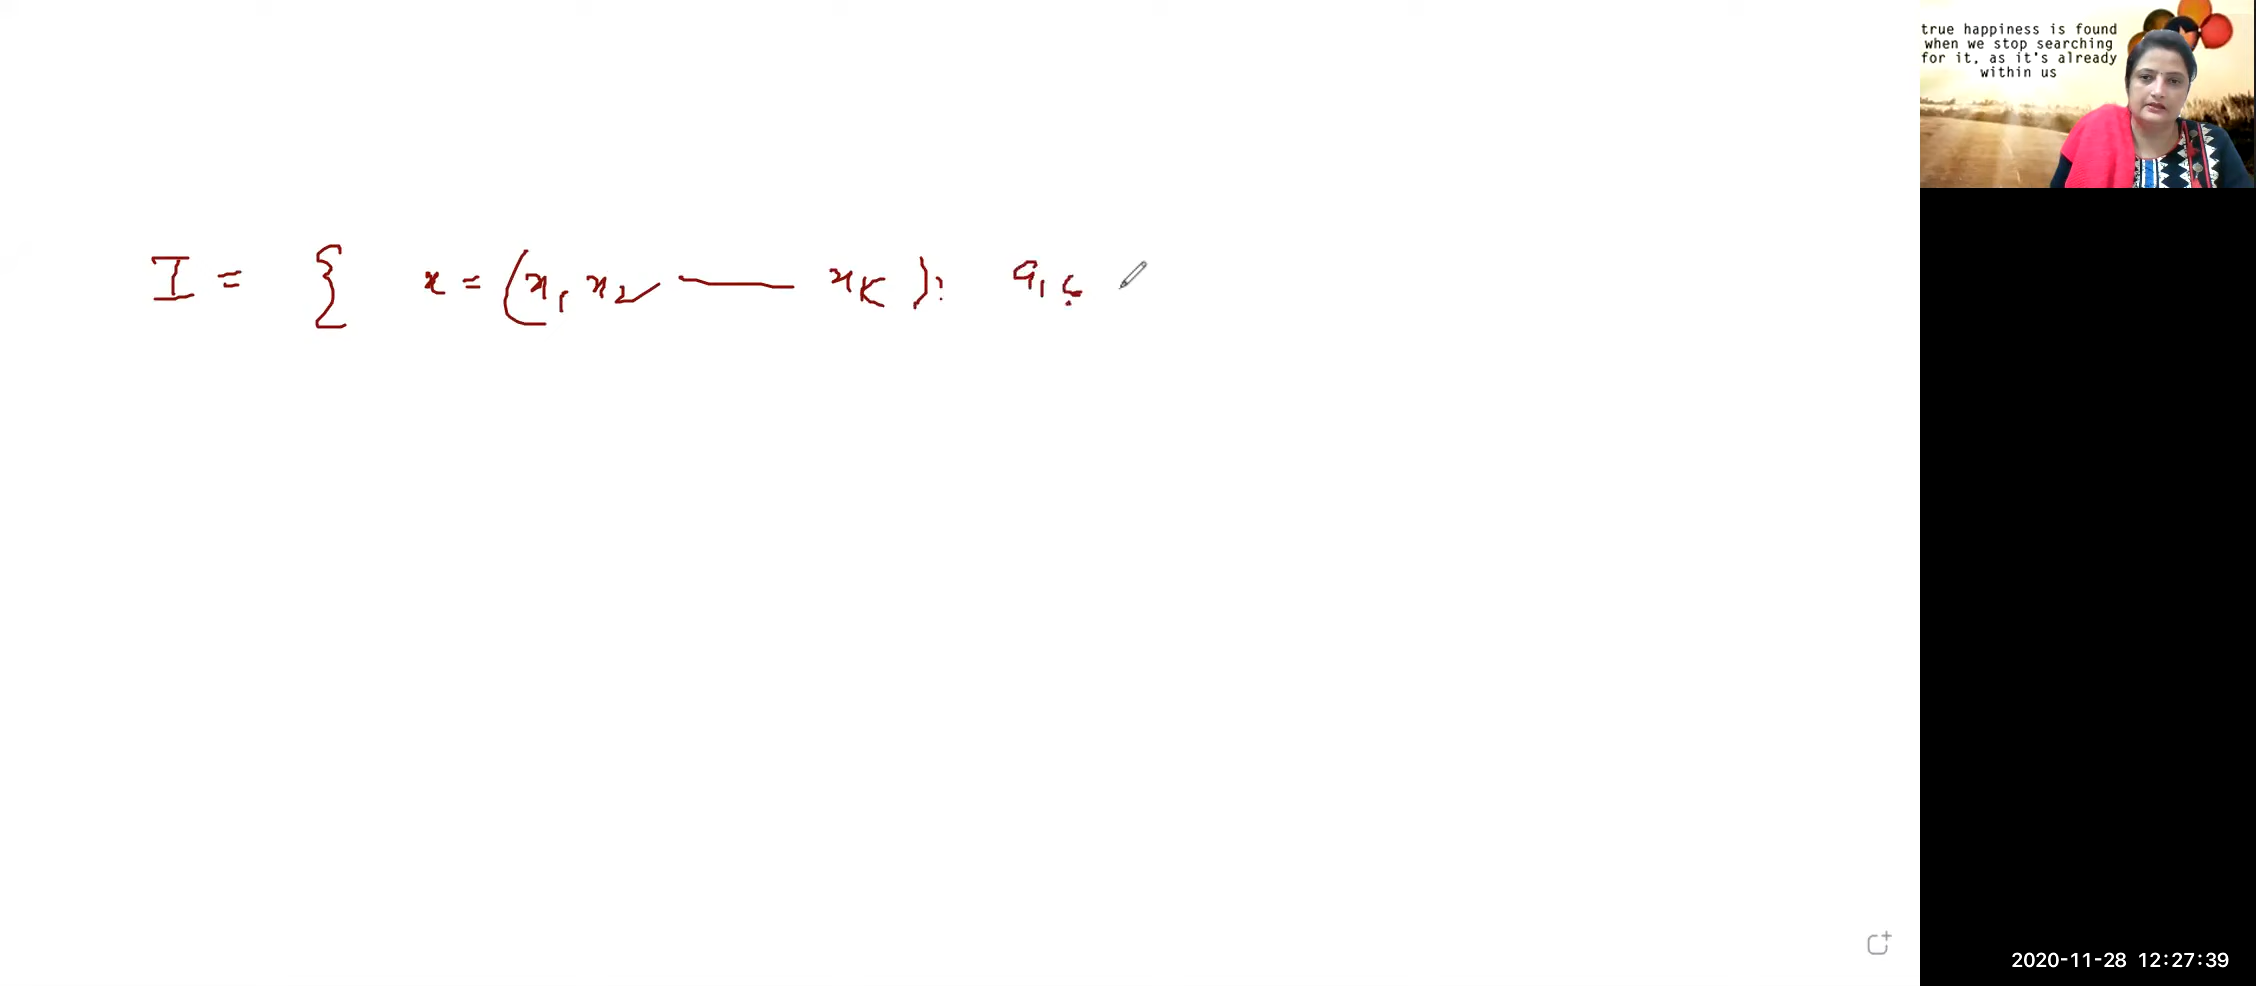 I = { x = (x₁ x₂ — xₖ): a₁ ≤
true happiness is found
when we stop searching
for it, as it's already
within us
2020-11-28 12:27:39